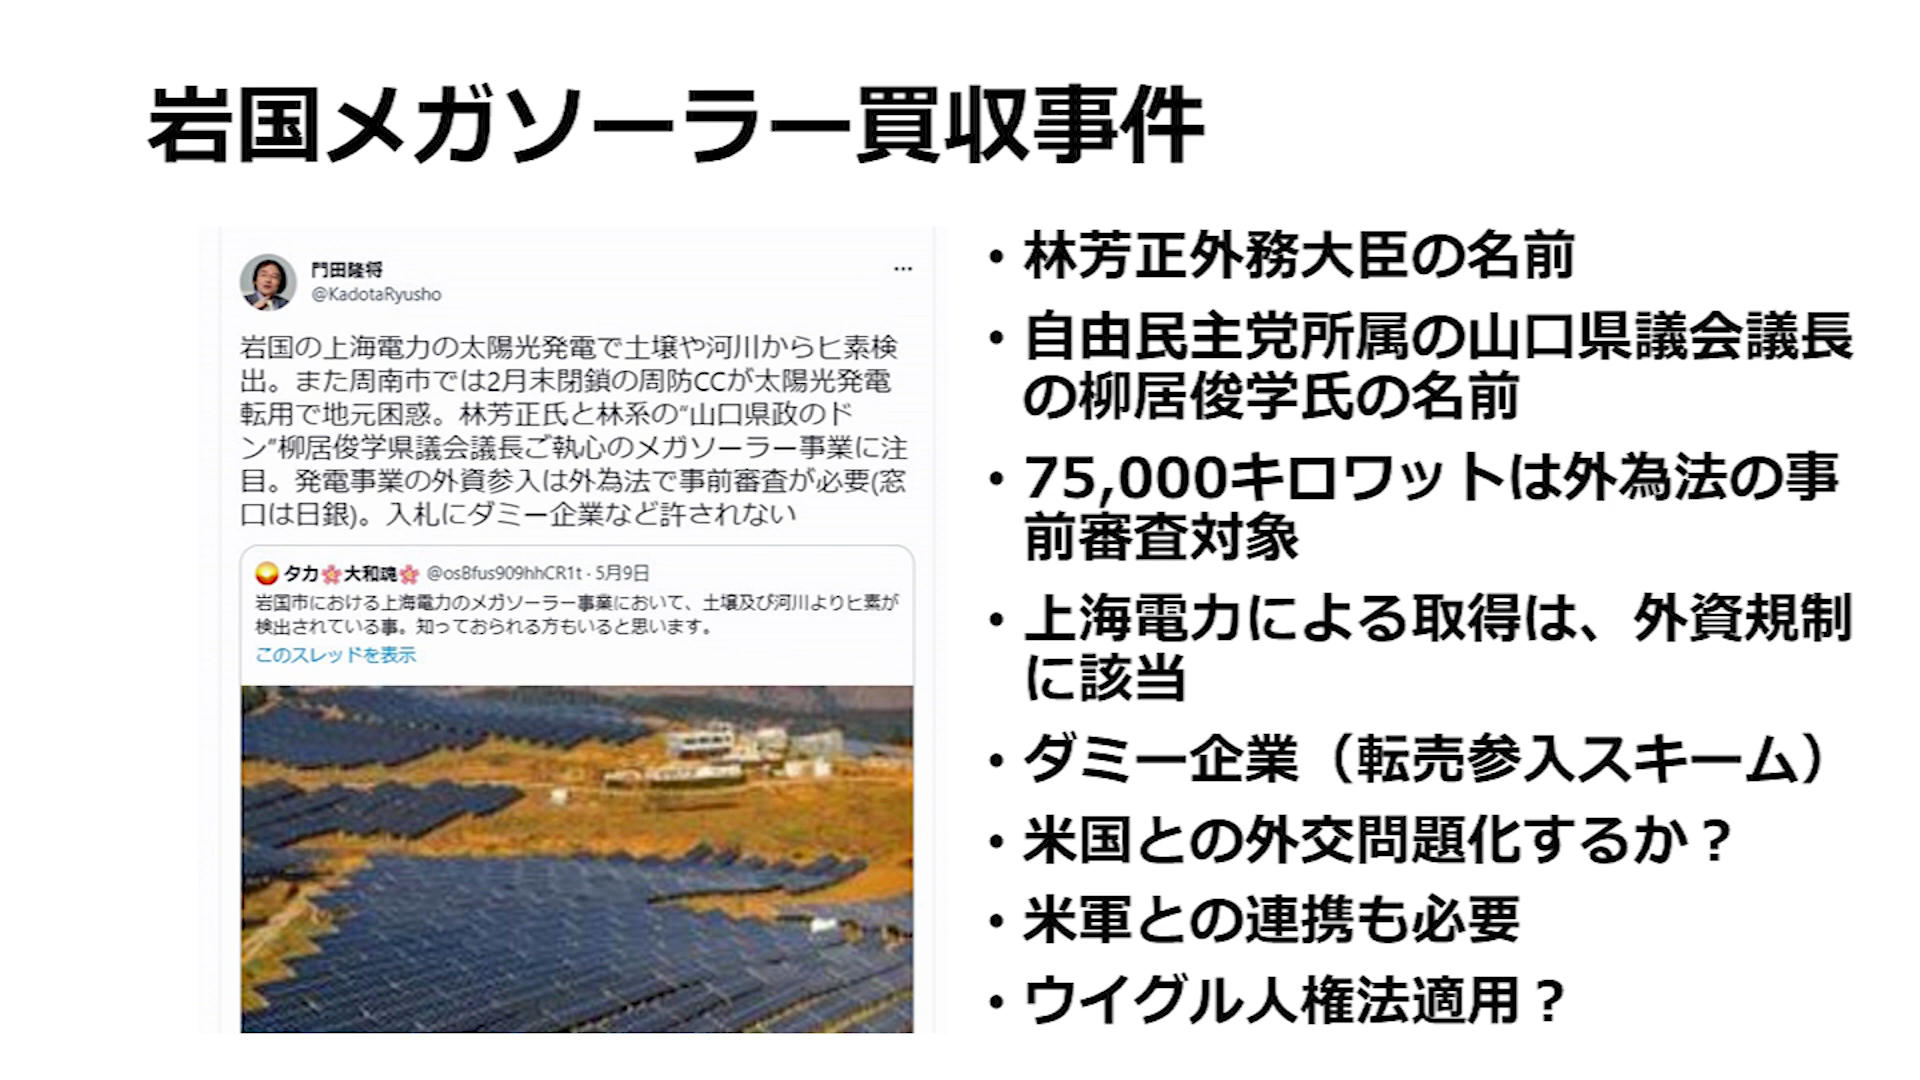 岩国メガソーラー買収事件
門田隆将
@KadotaRyusho
岩国の上海電力の太陽光発電で土壌や河川からヒ素検
出。また周南市では2月末閉鎖の周防CCが太陽光発電
転用で地元困惑。林芳正氏と林系の“山口県政のド
ン”柳居俊学県議会議長ご執心のメガソーラー事業に注
目。発電事業の外資参入は外為法で事前審査が必要(窓
口は日銀)。入札にダミー企業など許されない
タカ🌸大和魂🌸 @osBfus909hhCR1t · 5月9日
岩国市における上海電力のメガソーラー事業において、土壌及び河川よりヒ素が
検出されている事。知っておられる方もいると思います。
このスレッドを表示
・林芳正外務大臣の名前
・自由民主党所属の山口県議会議長
の柳居俊学氏の名前
・75,000キロワットは外為法の事
前審査対象
・上海電力による取得は、外資規制
に該当
・ダミー企業（転売参入スキーム）
・米国との外交問題化するか？
・米軍との連携も必要
・ウイグル人権法適用？